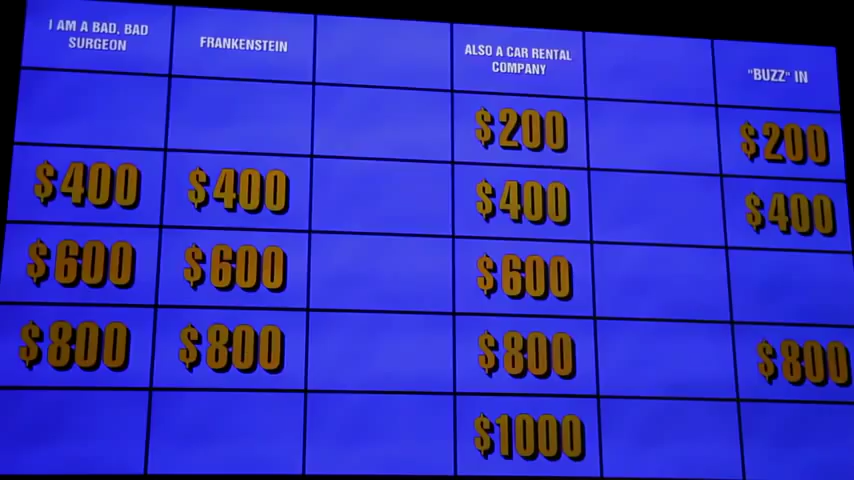 I AM A BAD, BAD
SURGEON
FRANKENSTEIN
ALSO A CAR RENTAL
COMPANY
"BUZZ" IN
$200
$200
$400
$400
$400
$400
$600
$600
$600
$800
$800
$800
$800
$1000